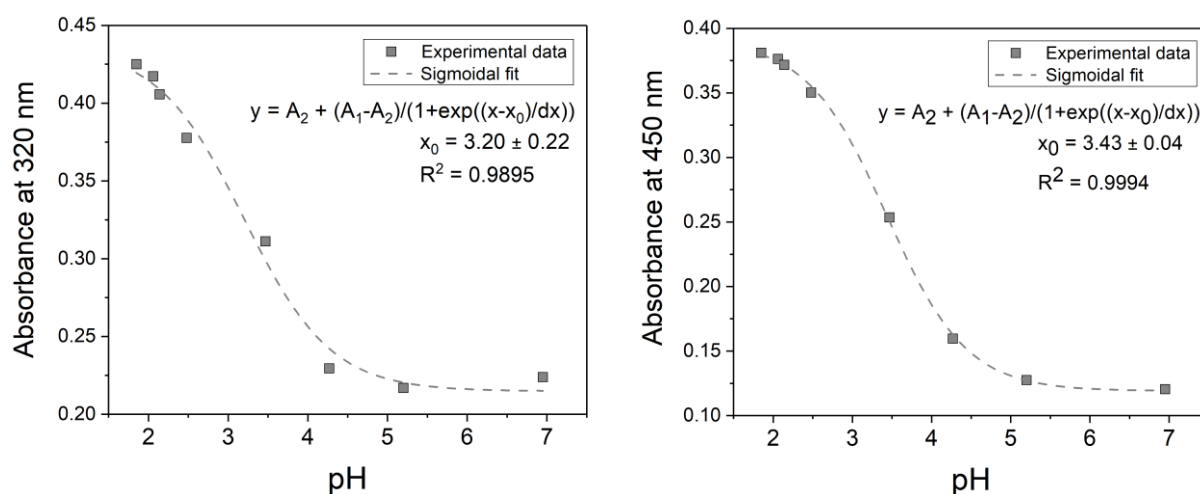 Absorbance at 320 nm
0.45
0.40
0.35
0.30
0.25
0.20
Experimental data
Sigmoidal fit
y = A₂ + (A₁-A₂)/(1+exp((x-x₀)/dx))
x₀ = 3.20 ± 0.22
R² = 0.9895
2 3 4 5 6 7
pH
Absorbance at 450 nm
0.40
0.35
0.30
0.25
0.20
0.15
0.10
Experimental data
Sigmoidal fit
y = A₂ + (A₁-A₂)/(1+exp((x-x₀)/dx))
x₀ = 3.43 ± 0.04
R² = 0.9994
2 3 4 5 6 7
pH